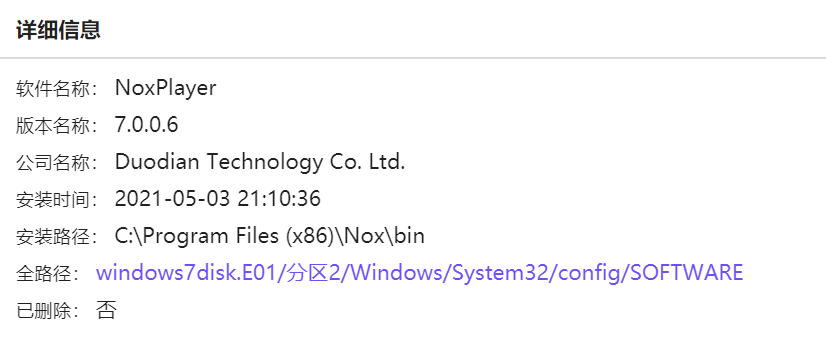 详细信息
软件名称： NoxPlayer
版本名称： 7.0.0.6
公司名称： Duodian Technology Co. Ltd.
安装时间： 2021-05-03 21:10:36
安装路径： C:\Program Files (x86)\Nox\bin
全路径： windows7disk.E01/分区2/Windows/System32/config/SOFTWARE
已删除： 否